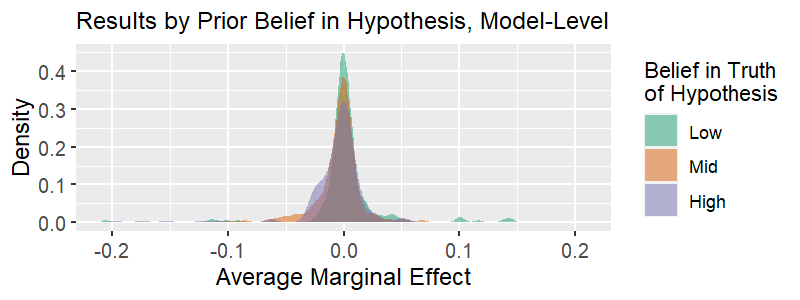 Results by Prior Belief in Hypothesis, Model-Level
Density
0.4
0.3
0.2
0.1
0.0
-0.2 -0.1 0.0 0.1 0.2
Average Marginal Effect
Belief in Truth
of Hypothesis
Low
Mid
High